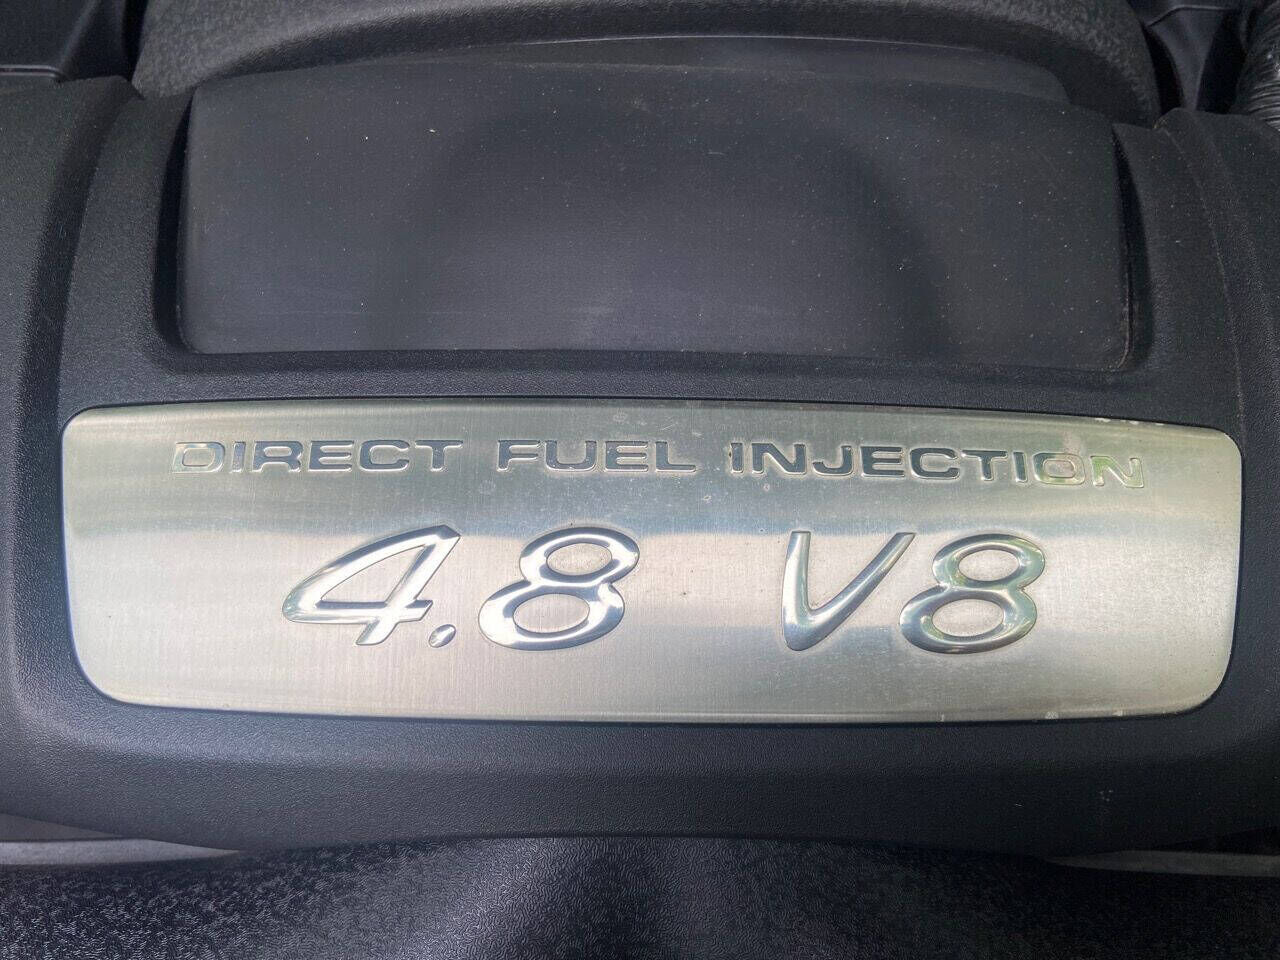 DIRECT FUEL INJECTION
4.8 V8